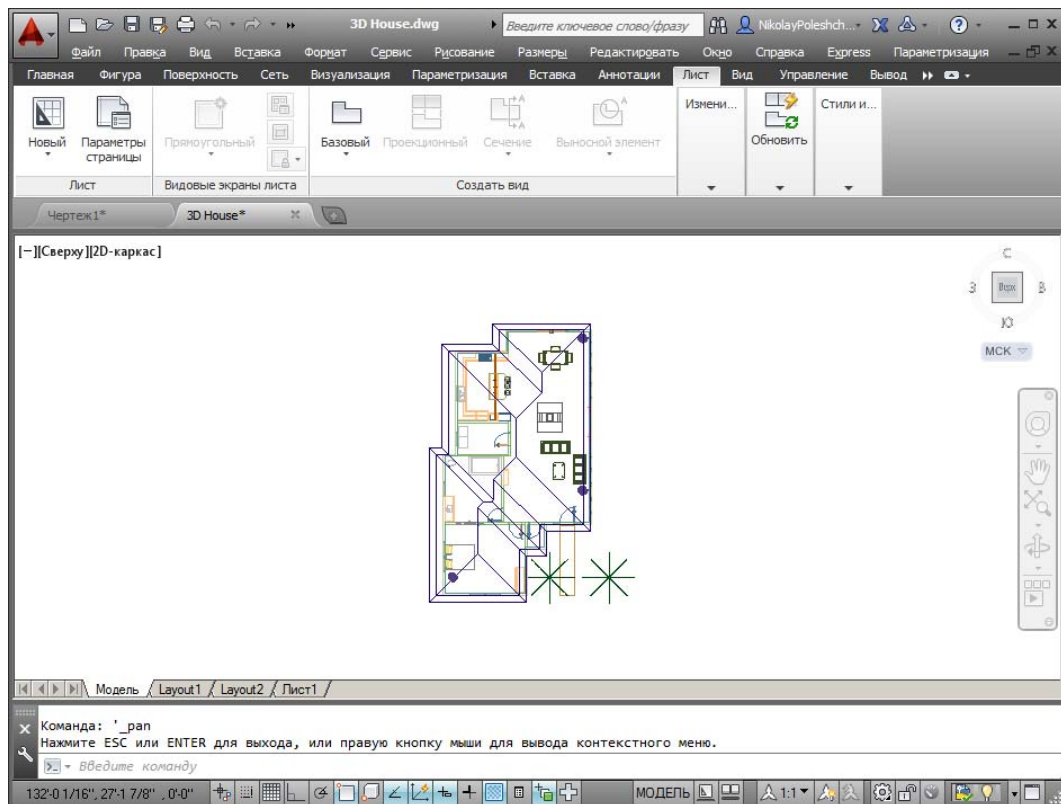 3D House.dwg
Введите ключевое слово/фразу
NikolayPoleshch...
Файл Правка Вид Вставка Формат Сервис Рисование Размеры Редактировать Окно Справка Express Параметризация
Главная Фигура Поверхность Сеть Визуализация Параметризация Вставка Аннотации Лист Вид Управление Вывод
Новый
Параметры страницы
Прямоугольный
Базовый
Проекционный
Сечение
Выносной элемент
Измени...
Обновить
Стили и...
Лист
Видовые экраны листа
Создать вид
Чертеж1*
3D House*
[−][Сверху][2D-каркас]
С
З
Верх
В
Ю
МСК
Модель Layout1 Layout2 Лист1
Команда: '_pan
Нажмите ESC или ENTER для выхода, или правую кнопку мыши для вывода контекстного меню.
Введите команду
132'-0 1/16", 27'-1 7/8" , 0'-0"
МОДЕЛЬ
1:1